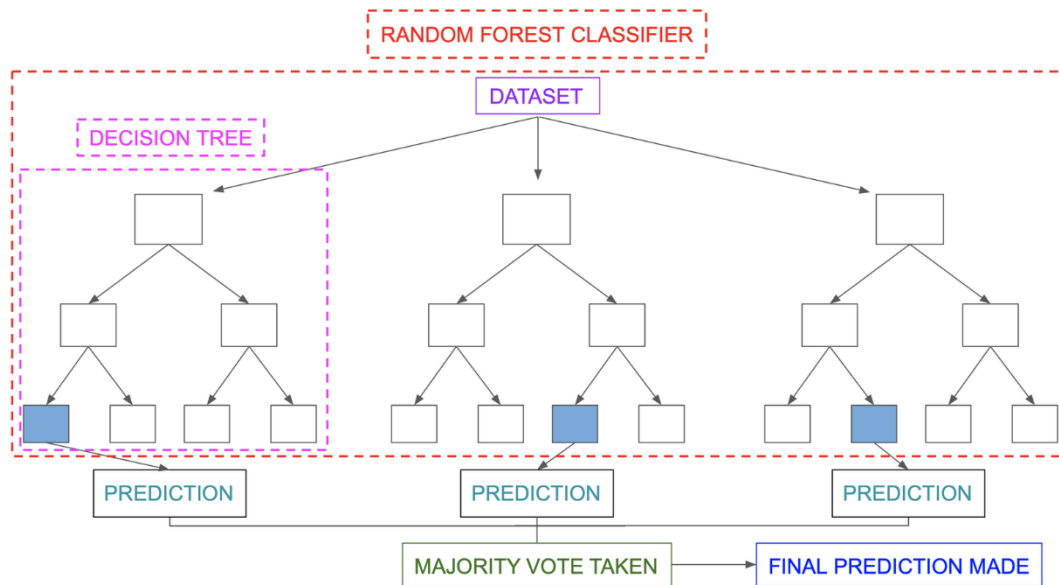 RANDOM FOREST CLASSIFIER
DATASET
DECISION TREE
PREDICTION
PREDICTION
PREDICTION
MAJORITY VOTE TAKEN
FINAL PREDICTION MADE